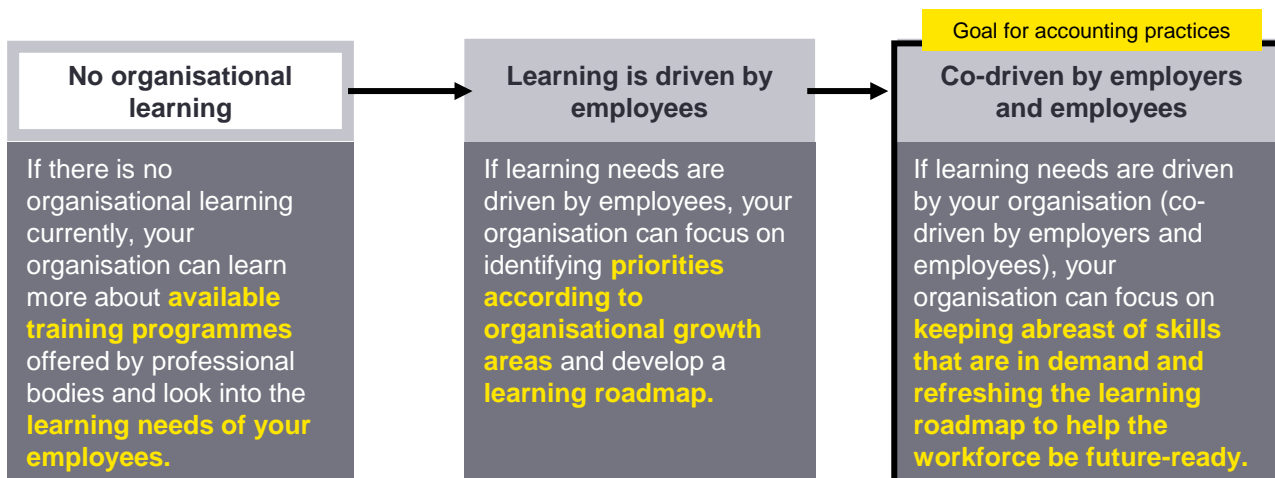 Goal for accounting practices
No organisational
learning
If there is no
organisational learning
currently, your
organisation can learn
more about available
training programmes
offered by professional
bodies and look into the
learning needs of your
employees.
Learning is driven by
employees
If learning needs are
driven by employees, your
organisation can focus on
identifying priorities
according to
organisational growth
areas and develop a
learning roadmap.
Co-driven by employers
and employees
If learning needs are driven
by your organisation (co-
driven by employers and
employees), your
organisation can focus on
keeping abreast of skills
that are in demand and
refreshing the learning
roadmap to help the
workforce be future-ready.